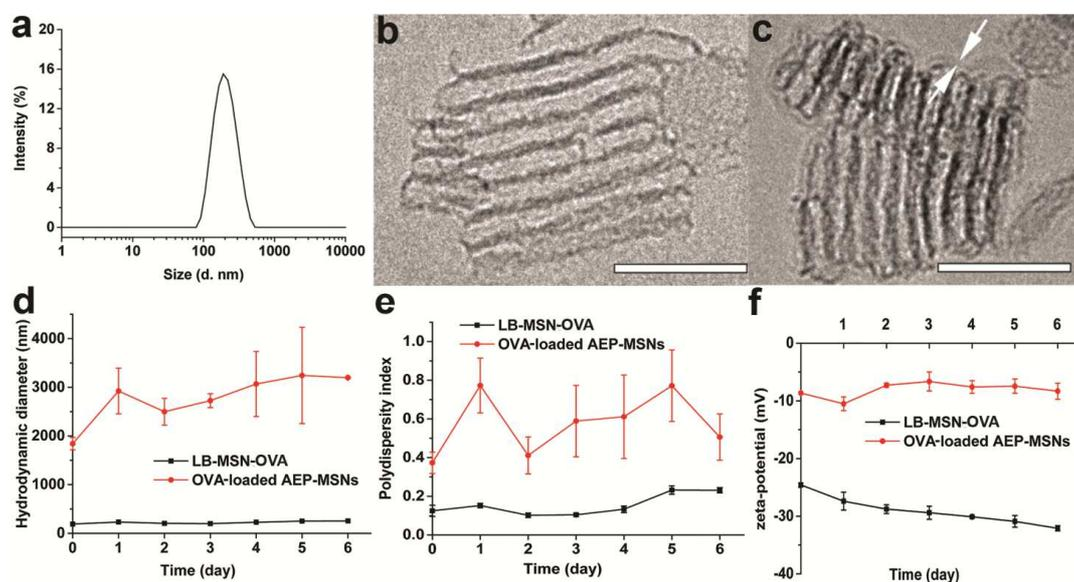 a
20
16
12
8
4
0
Intensity (%)
1
10
100
1000
10000
Size (d. nm)
b
c
d
4000
3000
2000
1000
0
Hydrodynamic diameter (nm)
LB-MSN-OVA
OVA-loaded AEP-MSNs
0 1 2 3 4 5 6
Time (day)
e
1.0
0.8
0.6
0.4
0.2
0.0
Polydispersity index
LB-MSN-OVA
OVA-loaded AEP-MSNs
0 1 2 3 4 5 6
Time (day)
f
1 2 3 4 5 6
0
-10
-20
-30
-40
zeta-potential (mV)
LB-MSN-OVA
OVA-loaded AEP-MSNs
Time (day)